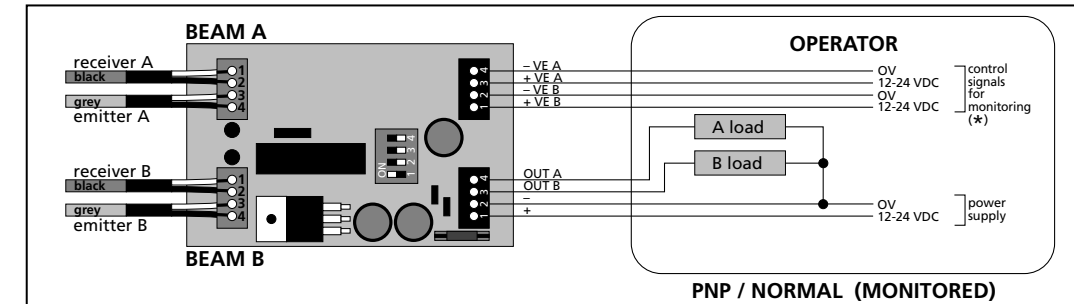 BEAM A
receiver A
black
grey
emitter A
1
2
3
4
receiver B
black
grey
emitter B
1
2
3
4
BEAM B
ON
1 2 3 4
4
3
2
1
– VE A
+ VE A
– VE B
+ VE B
4
3
2
1
OUT A
OUT B
–
+
OPERATOR
OV
12-24 VDC
OV
12-24 VDC
control
signals
for
monitoring
(*)
A load
B load
OV
12-24 VDC
power
supply
PNP / NORMAL (MONITORED)